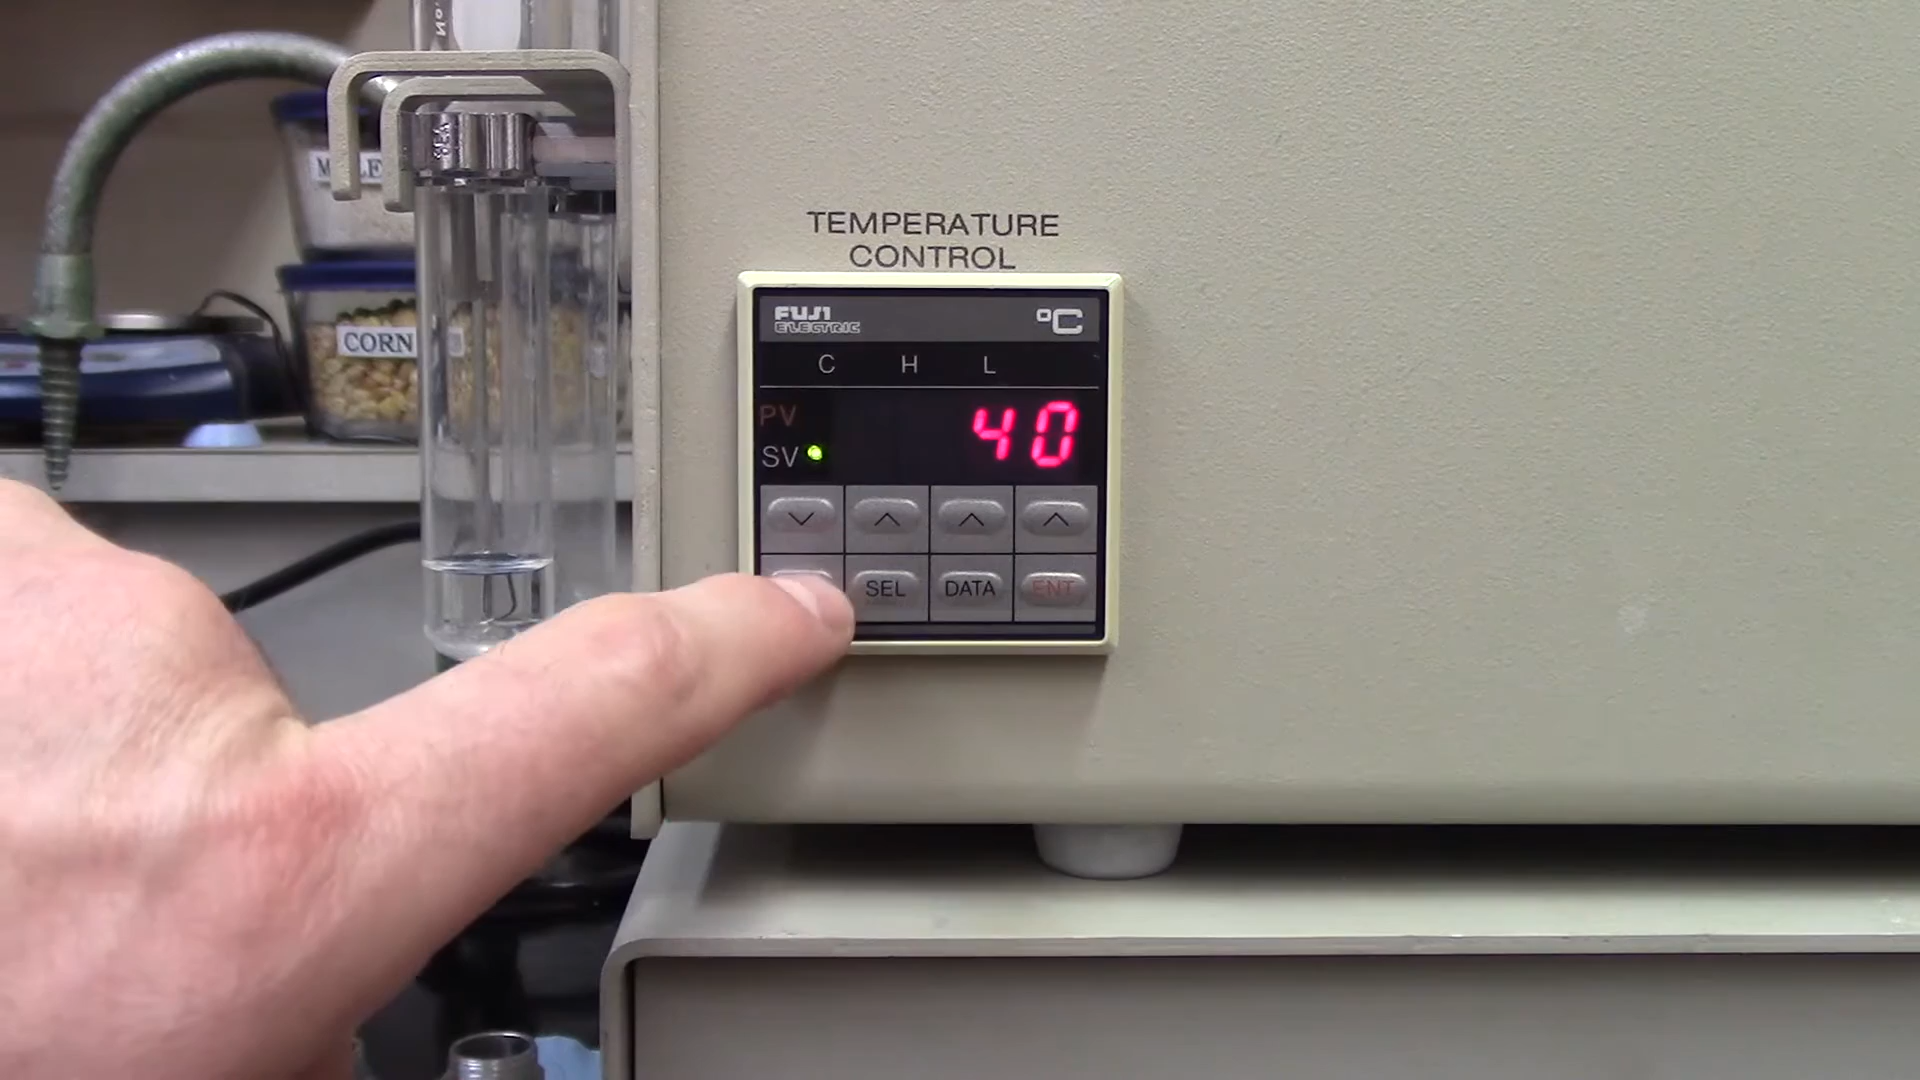 TEMPERATURE
CONTROL
FUJI
ELECTRIC
°C
C H L
PV
SV
40
SEL DATA ENT
CORN